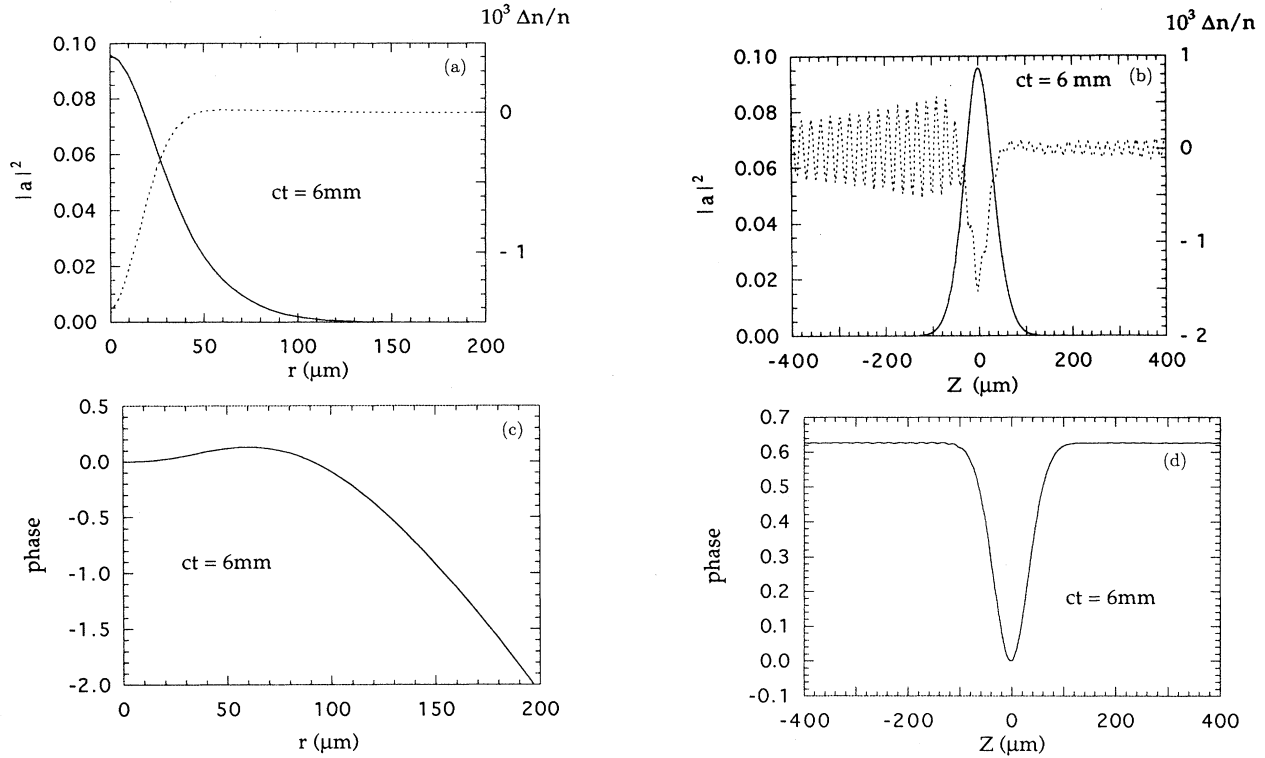 10³ Δn/n
0.10
0.08
0.06
0.04
0.02
0.00
|a|²
(a)
0
- 1
ct = 6mm
0 50 100 150 200
r (μm)
10³ Δn/n
0.10
0.08
0.06
0.04
0.02
0.00
|a|²
ct = 6 mm (b)
1
0
- 1
- 2
-400 -200 0 200 400
Z (μm)
0.5
0.0
-0.5
-1.0
-1.5
-2.0
phase
(c)
ct = 6mm
0 50 100 150 200
r (μm)
0.7
0.6
0.5
0.4
0.3
0.2
0.1
0.0
-0.1
phase
(d)
ct = 6mm
-400 -200 0 200 400
Z (μm)